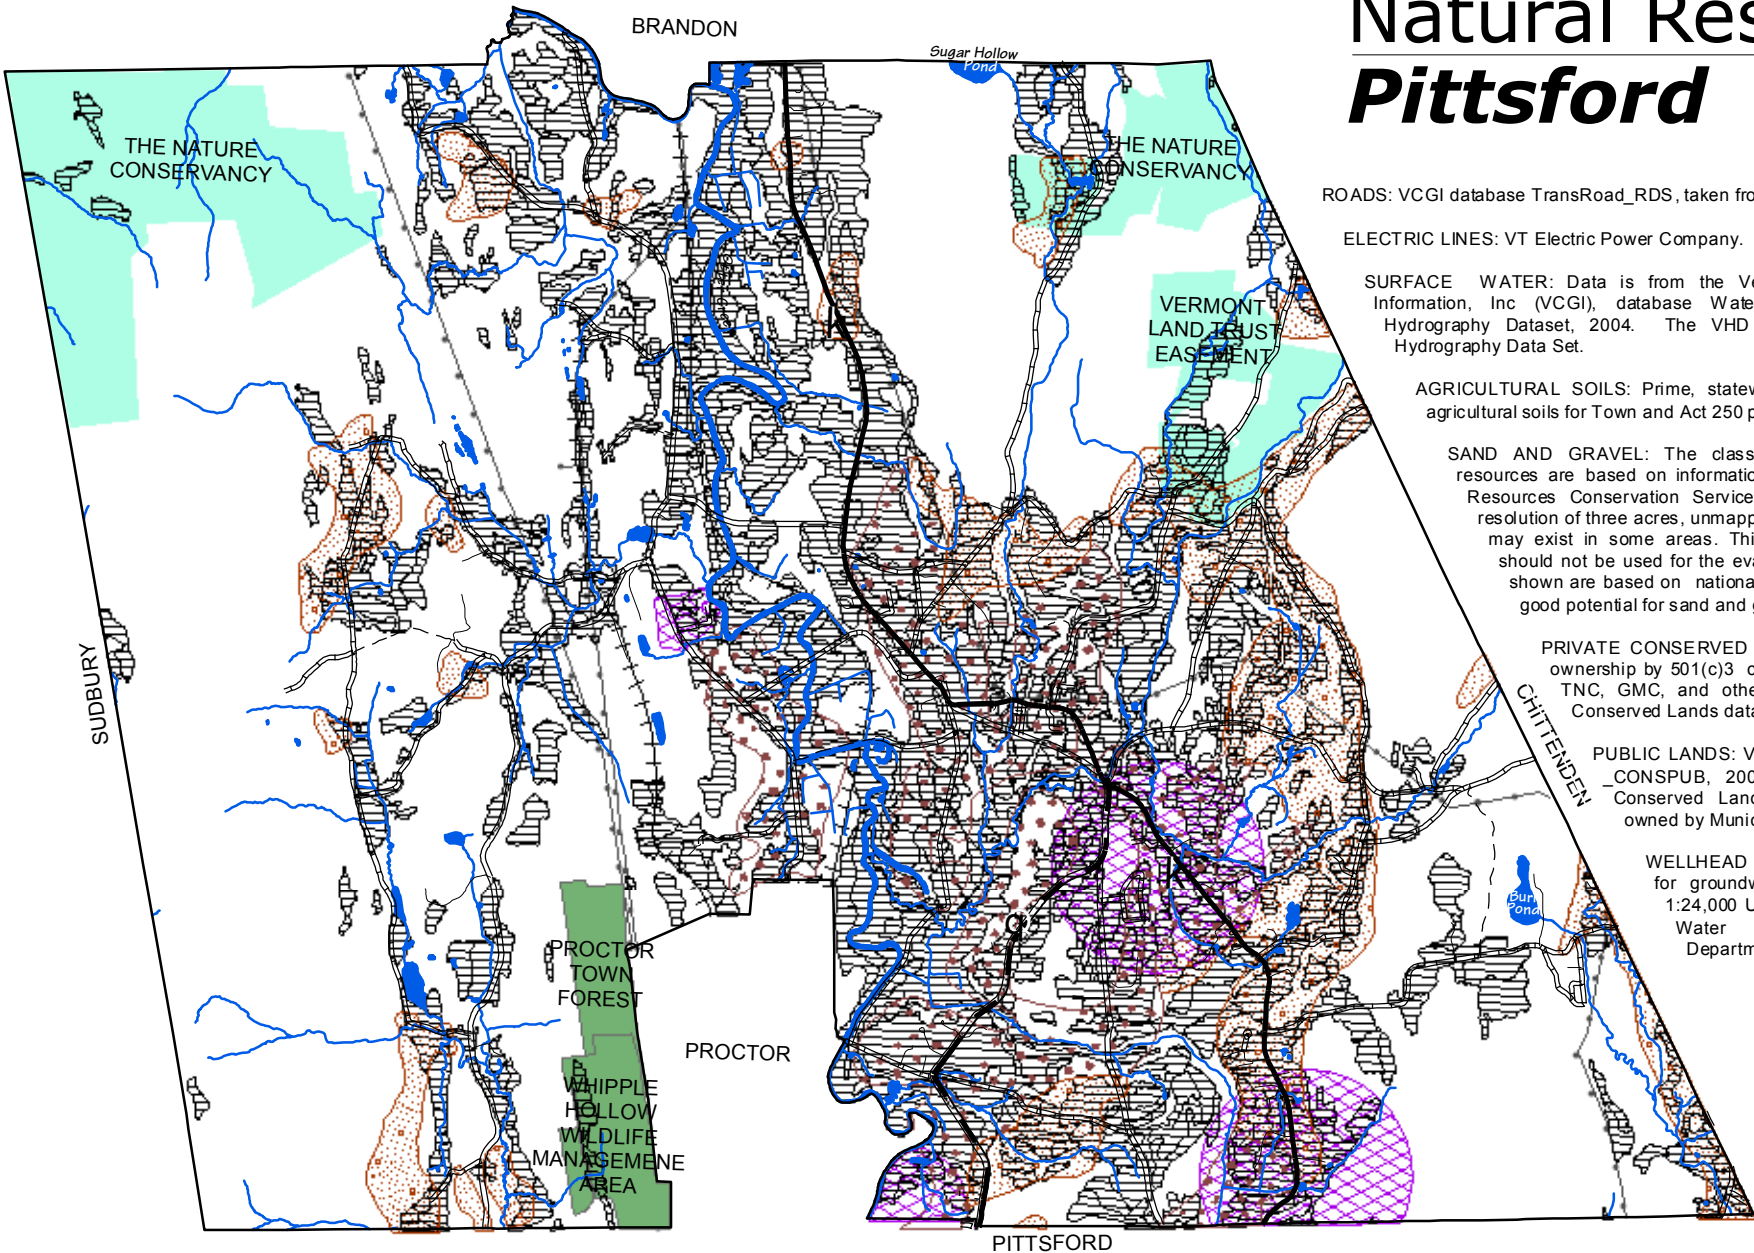 Natural Res
Pittsford
BRANDON
Sugar Hollow
Pond
THE NATURE
CONSERVANCY
THE NATURE
CONSERVANCY
VERMONT
LAND TRUST
EASEMENT
SUDBURY
CHITTENDEN
Burr
Pond
PROCTOR
TOWN
FOREST
PROCTOR
WHIPPLE
HOLLOW
WILDLIFE
MANAGEMENE
AREA
PITTSFORD
ROADS: VCGI database TransRoad_RDS, taken fro
ELECTRIC LINES: VT Electric Power Company.
SURFACE WATER: Data is from the Ve
Information, Inc (VCGI), database Wate
Hydrography Dataset, 2004. The VHD
Hydrography Data Set.
AGRICULTURAL SOILS: Prime, statew
agricultural soils for Town and Act 250 p
SAND AND GRAVEL: The class
resources are based on informatio
Resources Conservation Service
resolution of three acres, unmapp
may exist in some areas. Thi
should not be used for the eva
shown are based on nationa
good potential for sand and g
PRIVATE CONSERVED
ownership by 501(c)3 o
TNC, GMC, and othe
Conserved Lands data
PUBLIC LANDS: V
_CONSPUB, 200
Conserved Lanc
owned by Munic
WELLHEAD
for groundw
1:24,000 U
Water
Departm